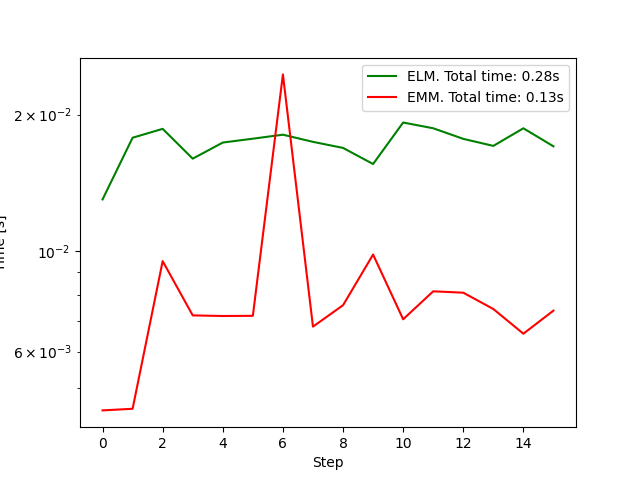 ELM. Total time: 0.28s
EMM. Total time: 0.13s
2 × 10⁻²
10⁻²
6 × 10⁻³
0 2 4 6 8 10 12 14
Step